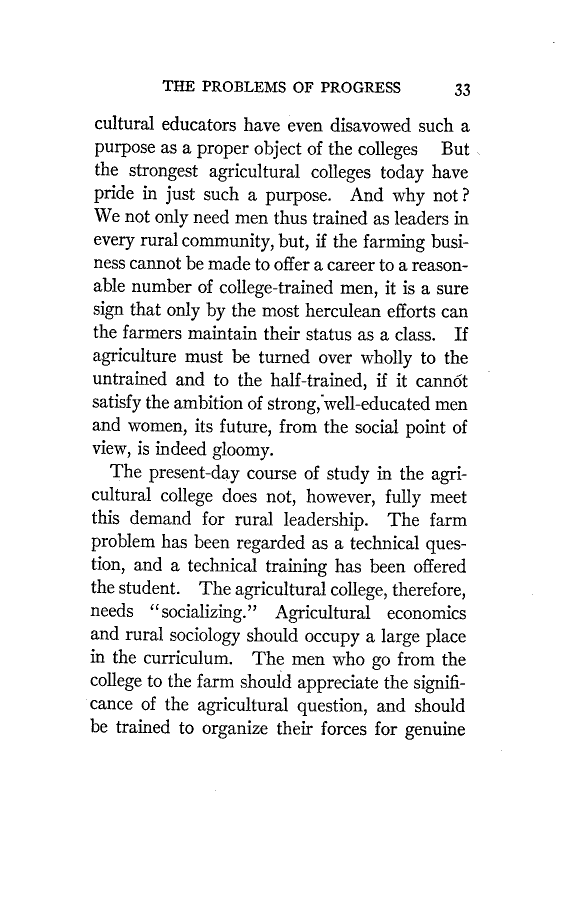 THE PROBLEMS OF PROGRESS 33
cultural educators have even disavowed such a
purpose as a proper object of the colleges But
the strongest agricultural colleges today have
pride in just such a purpose. And why not?
We not only need men thus trained as leaders in
every rural community, but, if the farming busi-
ness cannot be made to offer a career to a reason-
able number of college-trained men, it is a sure
sign that only by the most herculean efforts can
the farmers maintain their status as a class. If
agriculture must be turned over wholly to the
untrained and to the half-trained, if it cannot
satisfy the ambition of strong, well-educated men
and women, its future, from the social point of
view, is indeed gloomy.
The present-day course of study in the agri-
cultural college does not, however, fully meet
this demand for rural leadership. The farm
problem has been regarded as a technical ques-
tion, and a technical training has been offered
the student. The agricultural college, therefore,
needs "socializing." Agricultural economics
and rural sociology should occupy a large place
in the curriculum. The men who go from the
college to the farm should appreciate the signifi-
cance of the agricultural question, and should
be trained to organize their forces for genuine